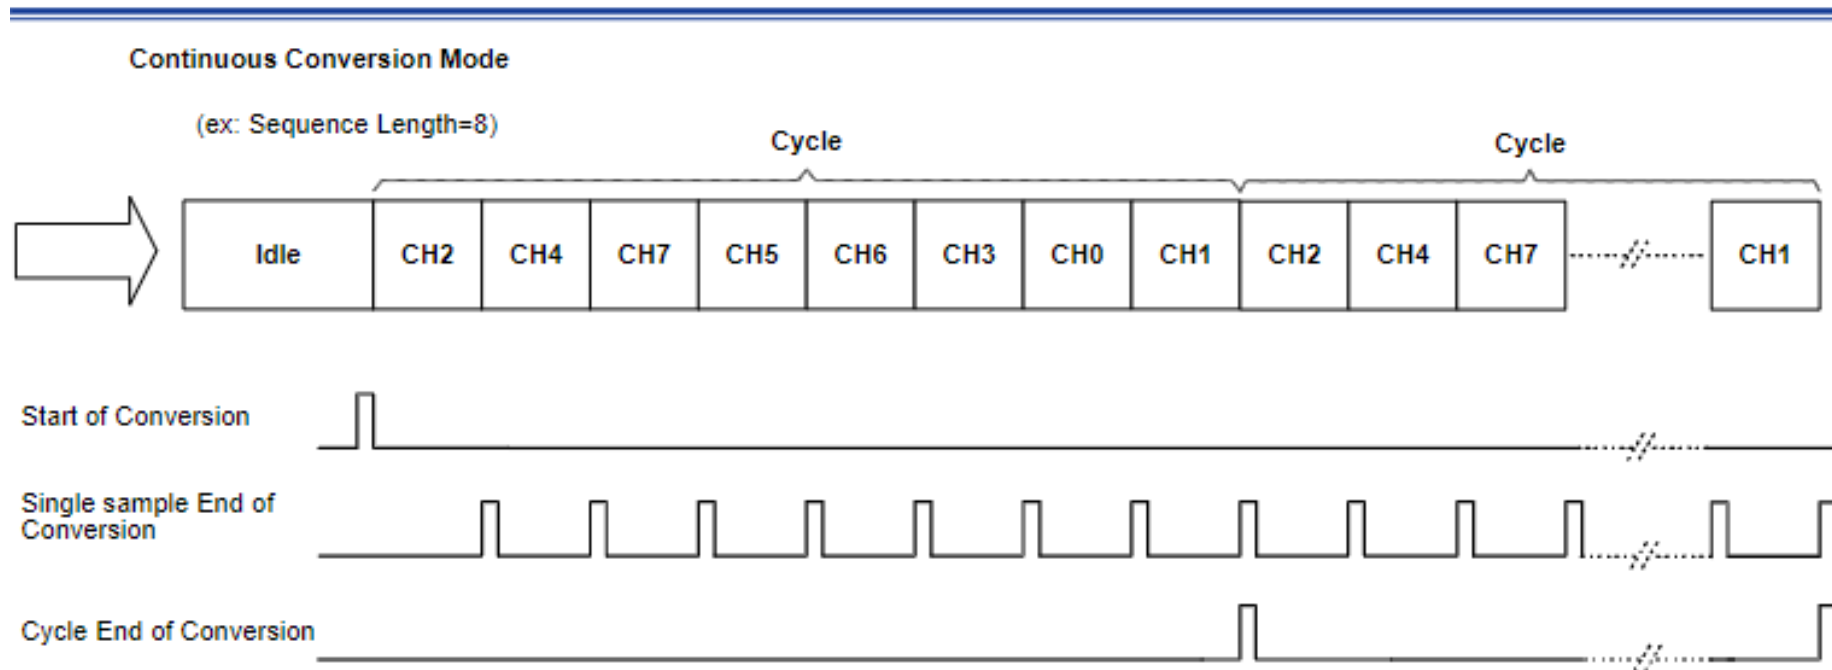 Continuous Conversion Mode
(ex: Sequence Length=8)
Cycle
Cycle
Idle
CH2
CH4
CH7
CH5
CH6
CH3
CH0
CH1
CH2
CH4
CH7
CH1
Start of Conversion
Single sample End of
Conversion
Cycle End of Conversion